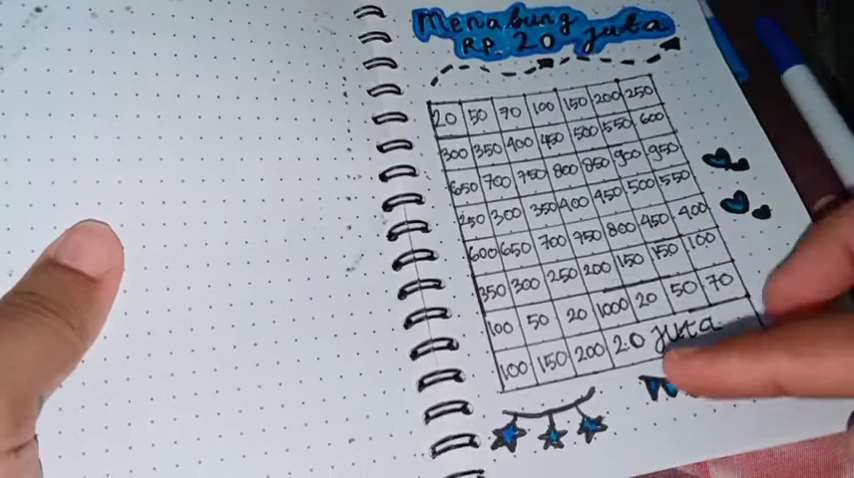 Menabung
RP. 20 juta
20 50 70 100 150 200 250
300 350 400 450 500 550 600
650 700 750 800 850 900 950
250 300 350 400 450 500 550
600 650 700 750 800 450 400
350 300 250 200 150 150 100
100 50 20 1000 20 50 70
100 150 200 20 juta